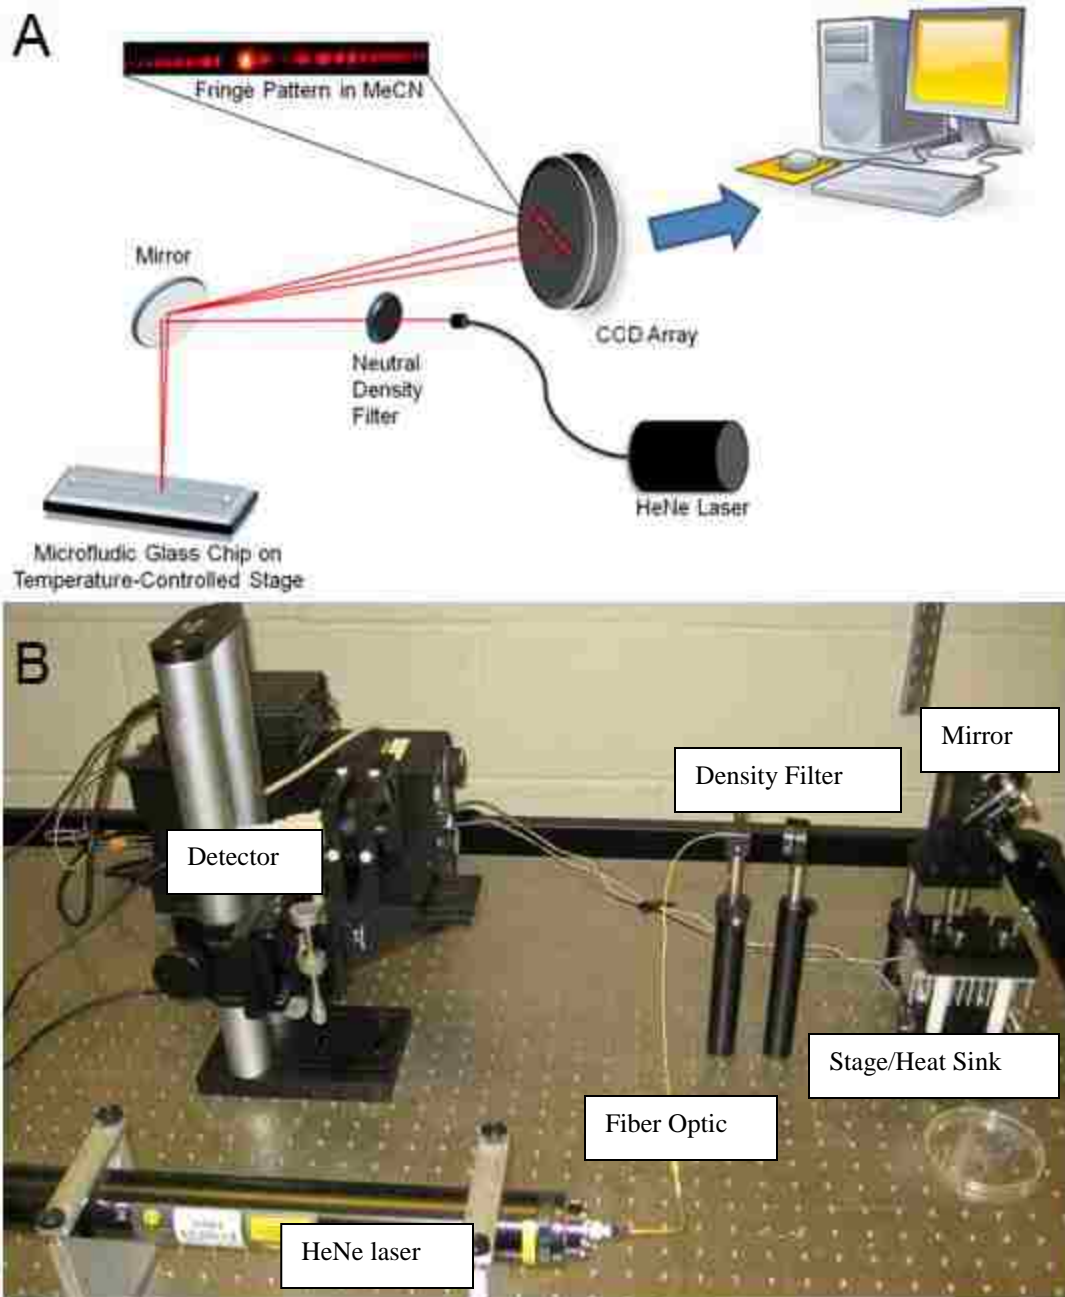 A
Fringe Pattern in MeCN
Mirror
CCD Array
Neutral
Density
Filter
HeNe Laser
Microfludic Glass Chip on
Temperature-Controlled Stage
B
Mirror
Density Filter
Detector
Stage/Heat Sink
Fiber Optic
HeNe laser